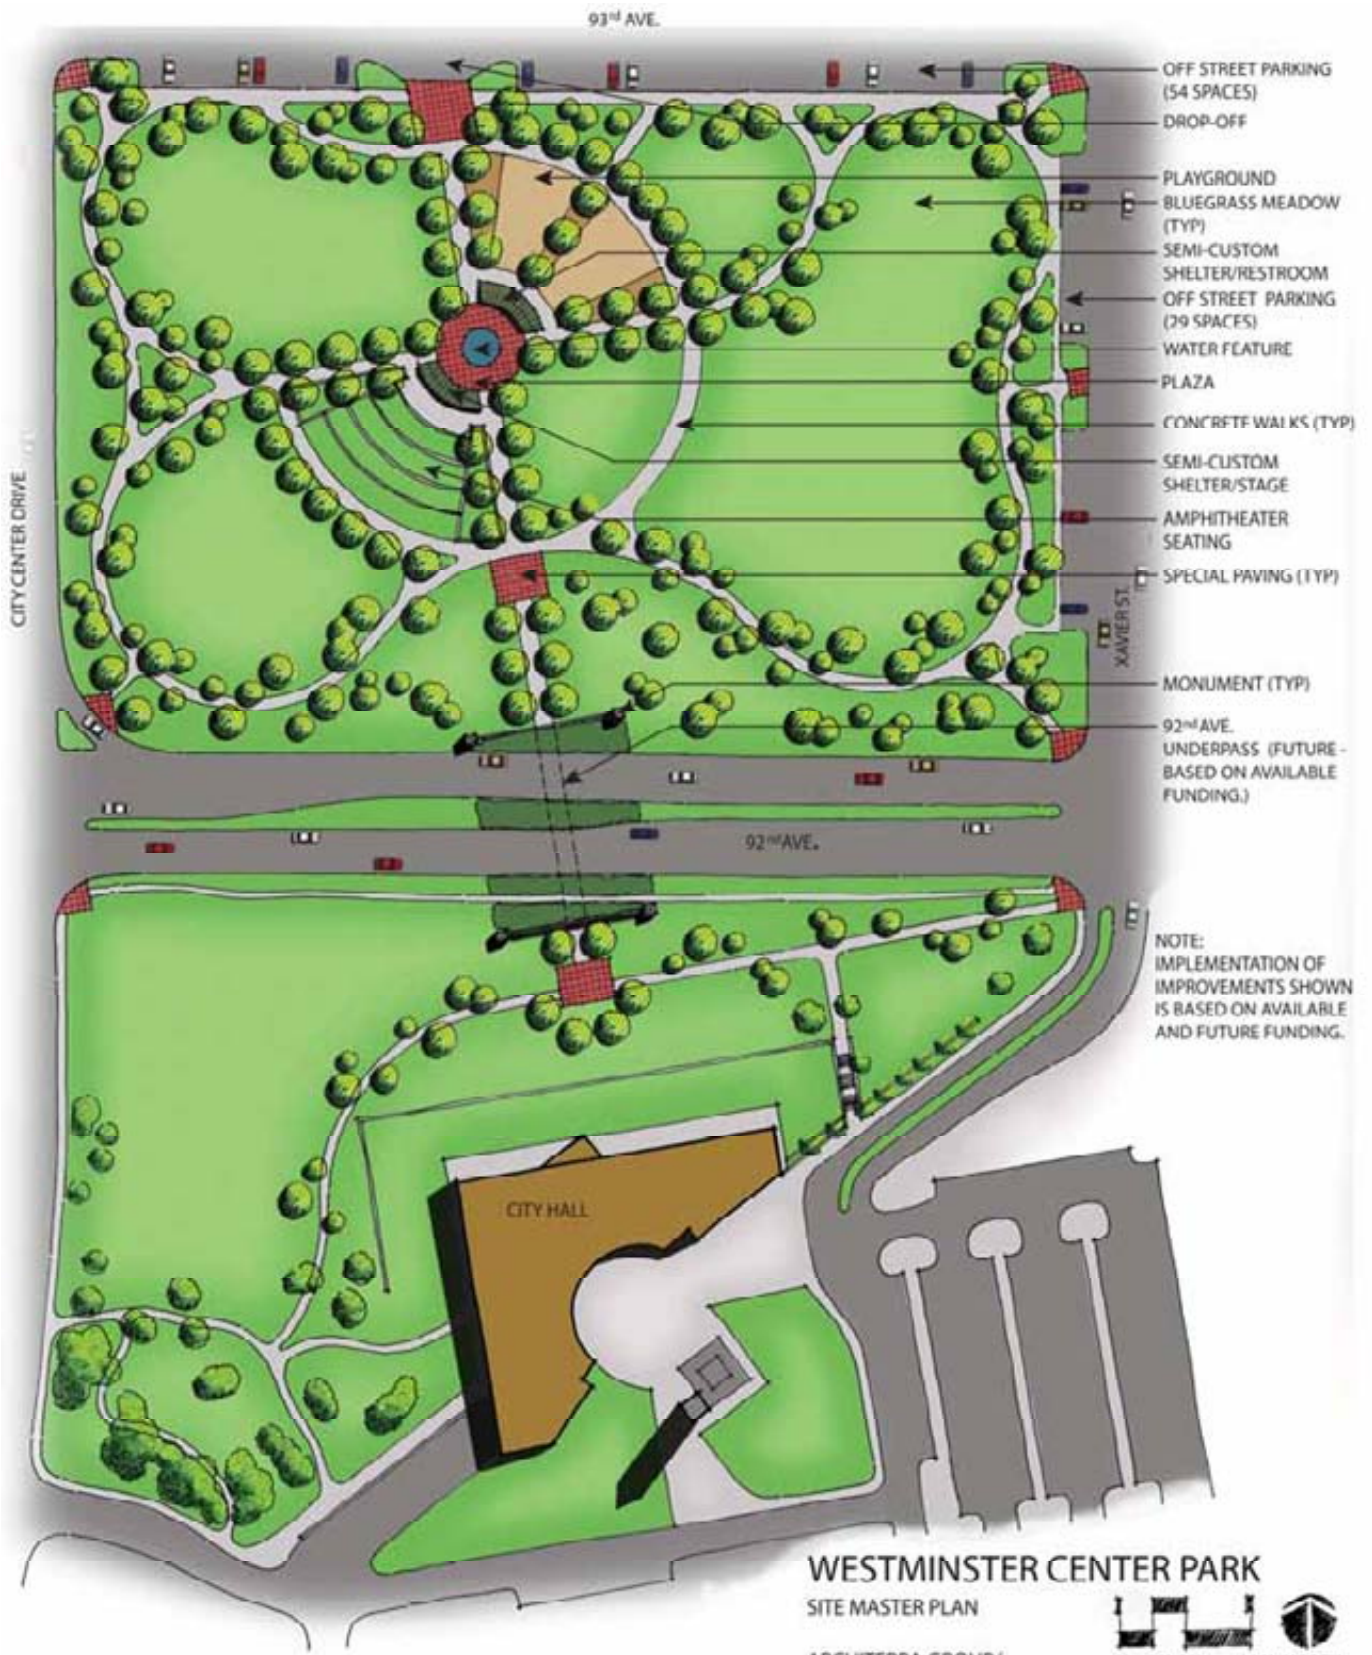 93rd AVE.
OFF STREET PARKING
(54 SPACES)
DROP-OFF
PLAYGROUND
BLUEGRASS MEADOW
(TYP)
SEMI-CUSTOM
SHELTER/RESTROOM
OFF STREET PARKING
(29 SPACES)
WATER FEATURE
PLAZA
CONCRETE WALKS (TYP)
SEMI-CUSTOM
SHELTER/STAGE
AMPHITHEATER
SEATING
SPECIAL PAVING (TYP)
CITY CENTER DRIVE
XAVIER ST.
MONUMENT (TYP)
92nd AVE.
UNDERPASS (FUTURE -
BASED ON AVAILABLE
FUNDING.)
92nd AVE.
NOTE:
IMPLEMENTATION OF
IMPROVEMENTS SHOWN
IS BASED ON AVAILABLE
AND FUTURE FUNDING.
CITY HALL
WESTMINSTER CENTER PARK
SITE MASTER PLAN